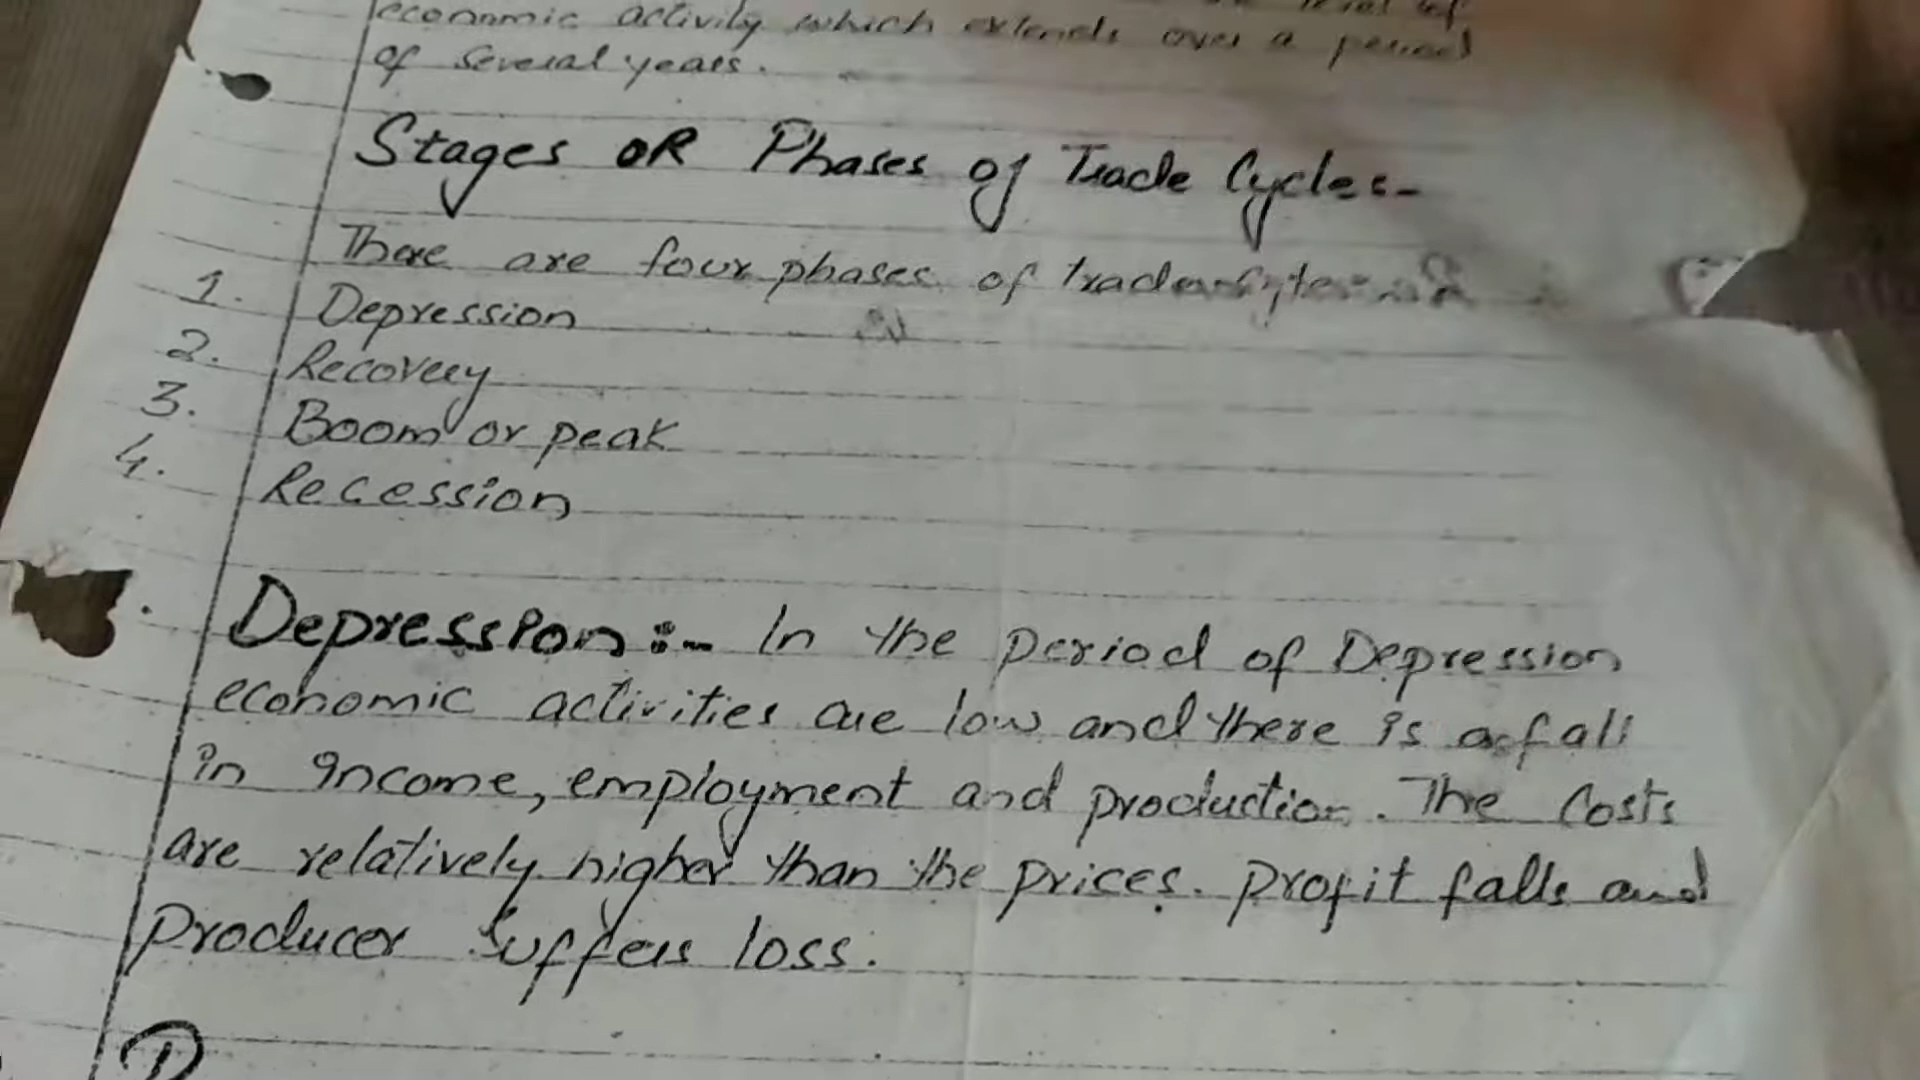 economic activity which extends over a period
of several years.
Stages OR Phases of Trade Cycles-
There are four phases of trade
1. Depression
2. Recovery
3. Boom or peak
4. Recession
Depression:- In the period of Depression
economic activities are low and there is a fall
in income, employment and production. The Costs
are relatively higher than the prices. Profit falls and
Producer suffers loss.